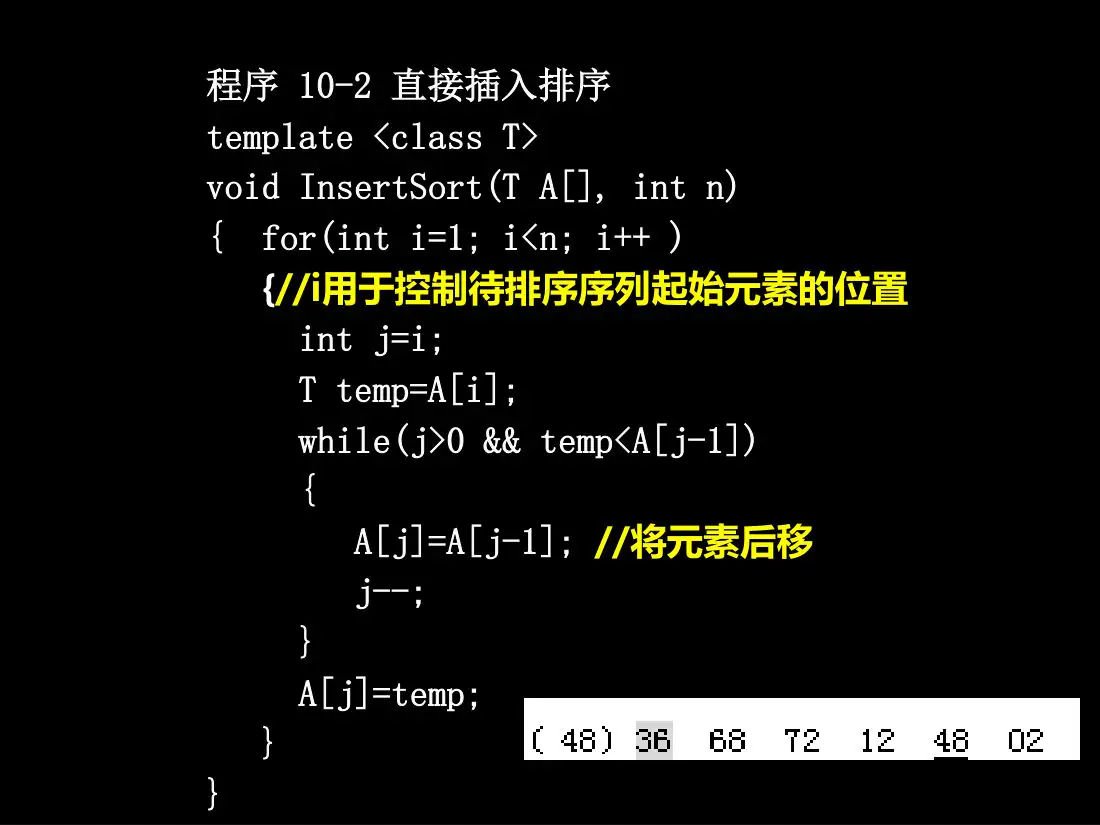 程序 10-2 直接插入排序
template <class T>
void InsertSort(T A[], int n)
{  for(int i=1; i<n; i++ )
{//i用于控制待排序序列起始元素的位置
int j=i;
T temp=A[i];
while(j>0 && temp<A[j-1])
{
A[j]=A[j-1]; //将元素后移
j--;
}
A[j]=temp;
}
(48) 36 68 72 12 48 02
}